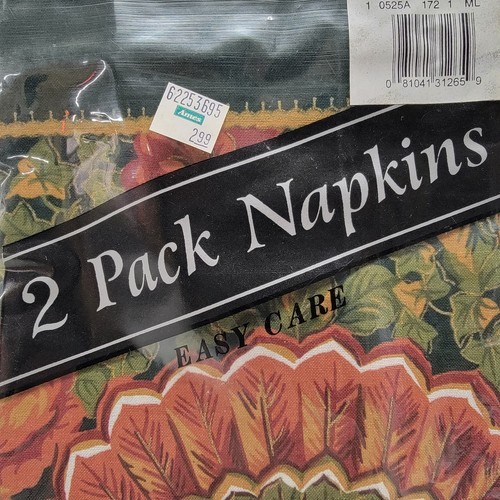 1 0525A 172 1 ML
0 81041 31265 9
62253695
Ames
2.99
2 Pack Napkins
EASY CARE